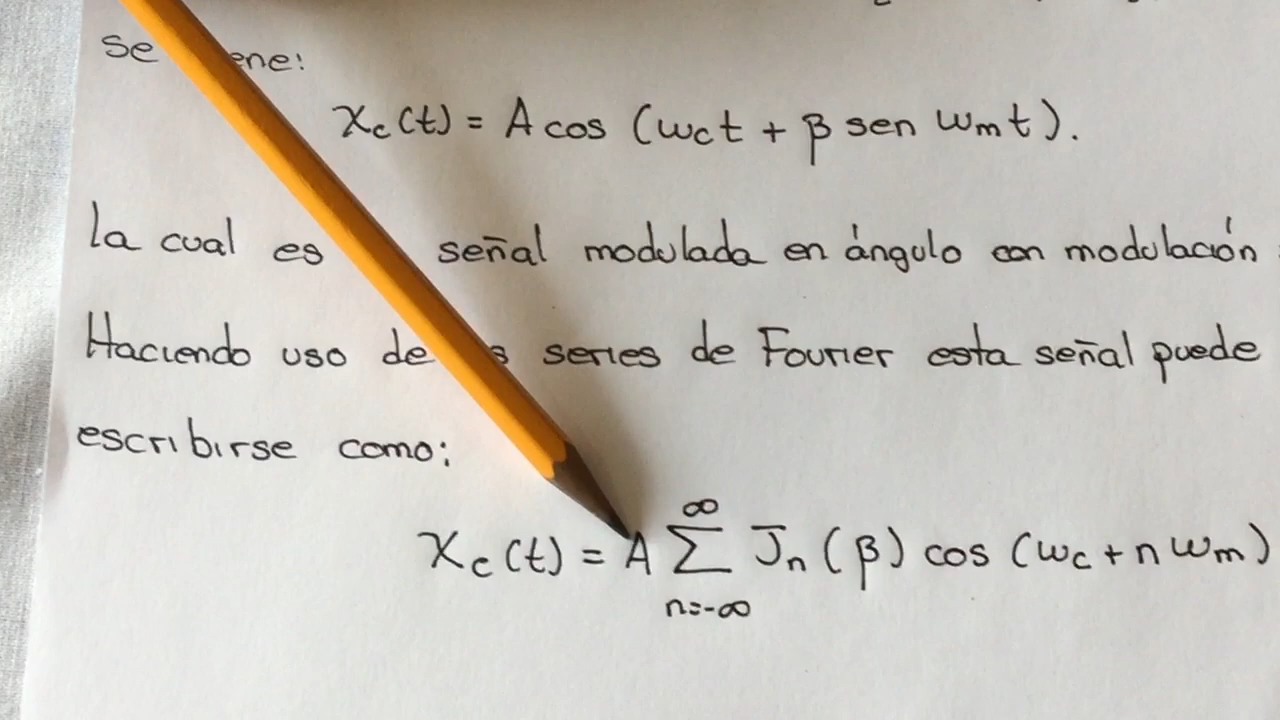 se
x_c(t) = A cos (ω_c t + β sen ω_m t).
la cual es señal modulada en ángulo con modulación
Haciendo uso de series de Fourier esta señal puede
escribirse como:
x_c(t) = A ∑_{n=-∞}^{∞} J_n(β) cos (ω_c + n ω_m)